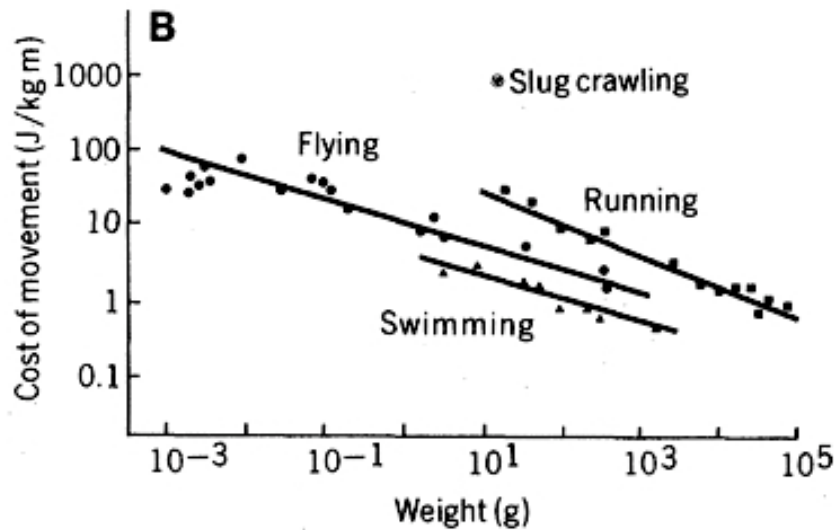 B
Cost of movement (J/kg m)
1000
100
10
1
0.1
Slug crawling
Flying
Running
Swimming
10⁻³
10⁻¹
10¹
10³
10⁵
Weight (g)